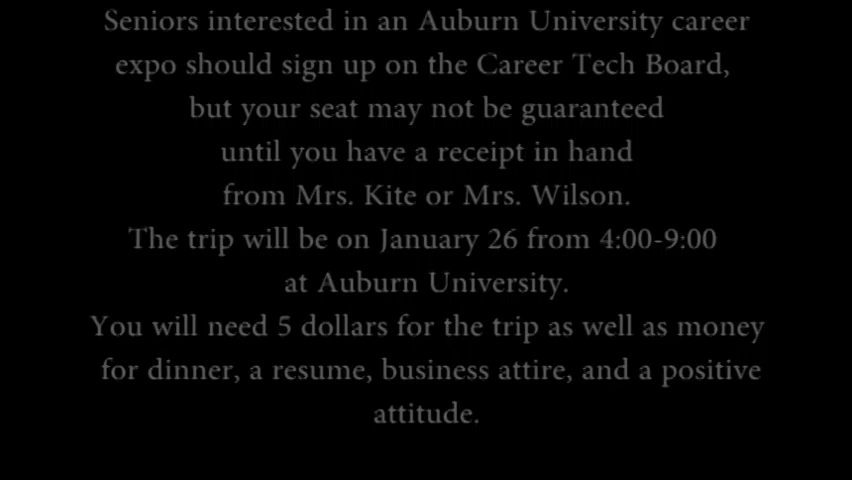 Seniors interested in an Auburn University career
expo should sign up on the Career Tech Board,
but your seat may not be guaranteed
until you have a receipt in hand
from Mrs. Kite or Mrs. Wilson.
The trip will be on January 26 from 4:00-9:00
at Auburn University.
You will need 5 dollars for the trip as well as money
for dinner, a resume, business attire, and a positive
attitude.